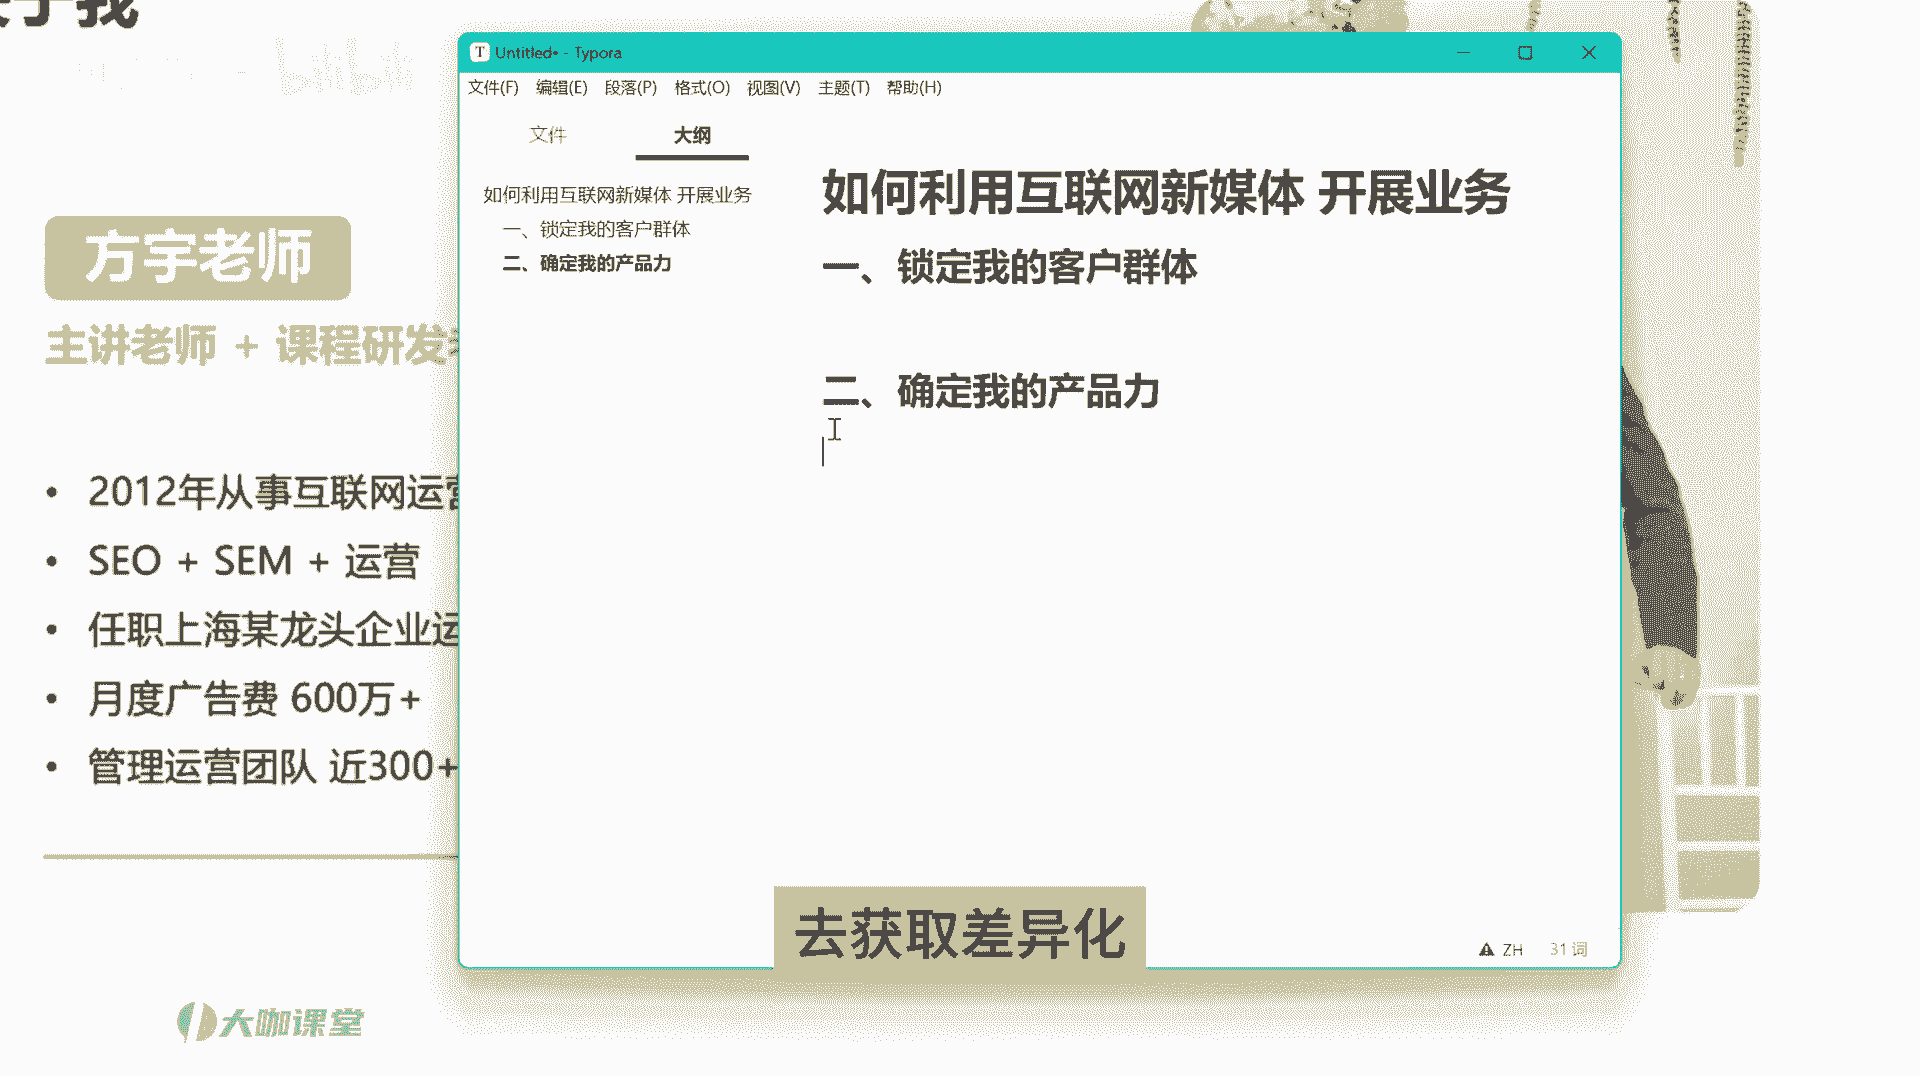 bilibili
方宇老师
主讲老师 + 课程研发
2012年从事互联网运营
SEO + SEM + 运营
任职上海某龙头企业运
月度广告费 600万+
管理运营团队 近300+
大咖课堂
Untitled• - Typora
文件(F) 编辑(E) 段落(P) 格式(O) 视图(V) 主题(T) 帮助(H)
文件 大纲
如何利用互联网新媒体 开展业务
一、锁定我的客户群体
二、确定我的产品力
如何利用互联网新媒体 开展业务
一、锁定我的客户群体
二、确定我的产品力
去获取差异化
ZH 31 词